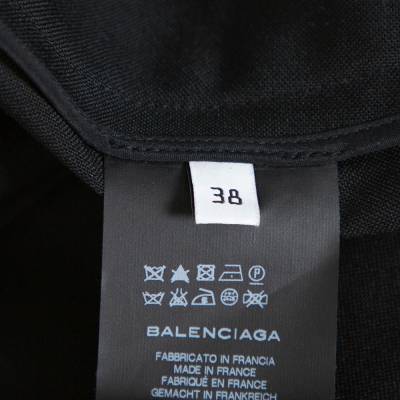 38
P
BALENCIAGA
FABBRICATO IN FRANCIA
MADE IN FRANCE
FABRIQUÉ EN FRANCE
GEMACHT IN FRANKREICH